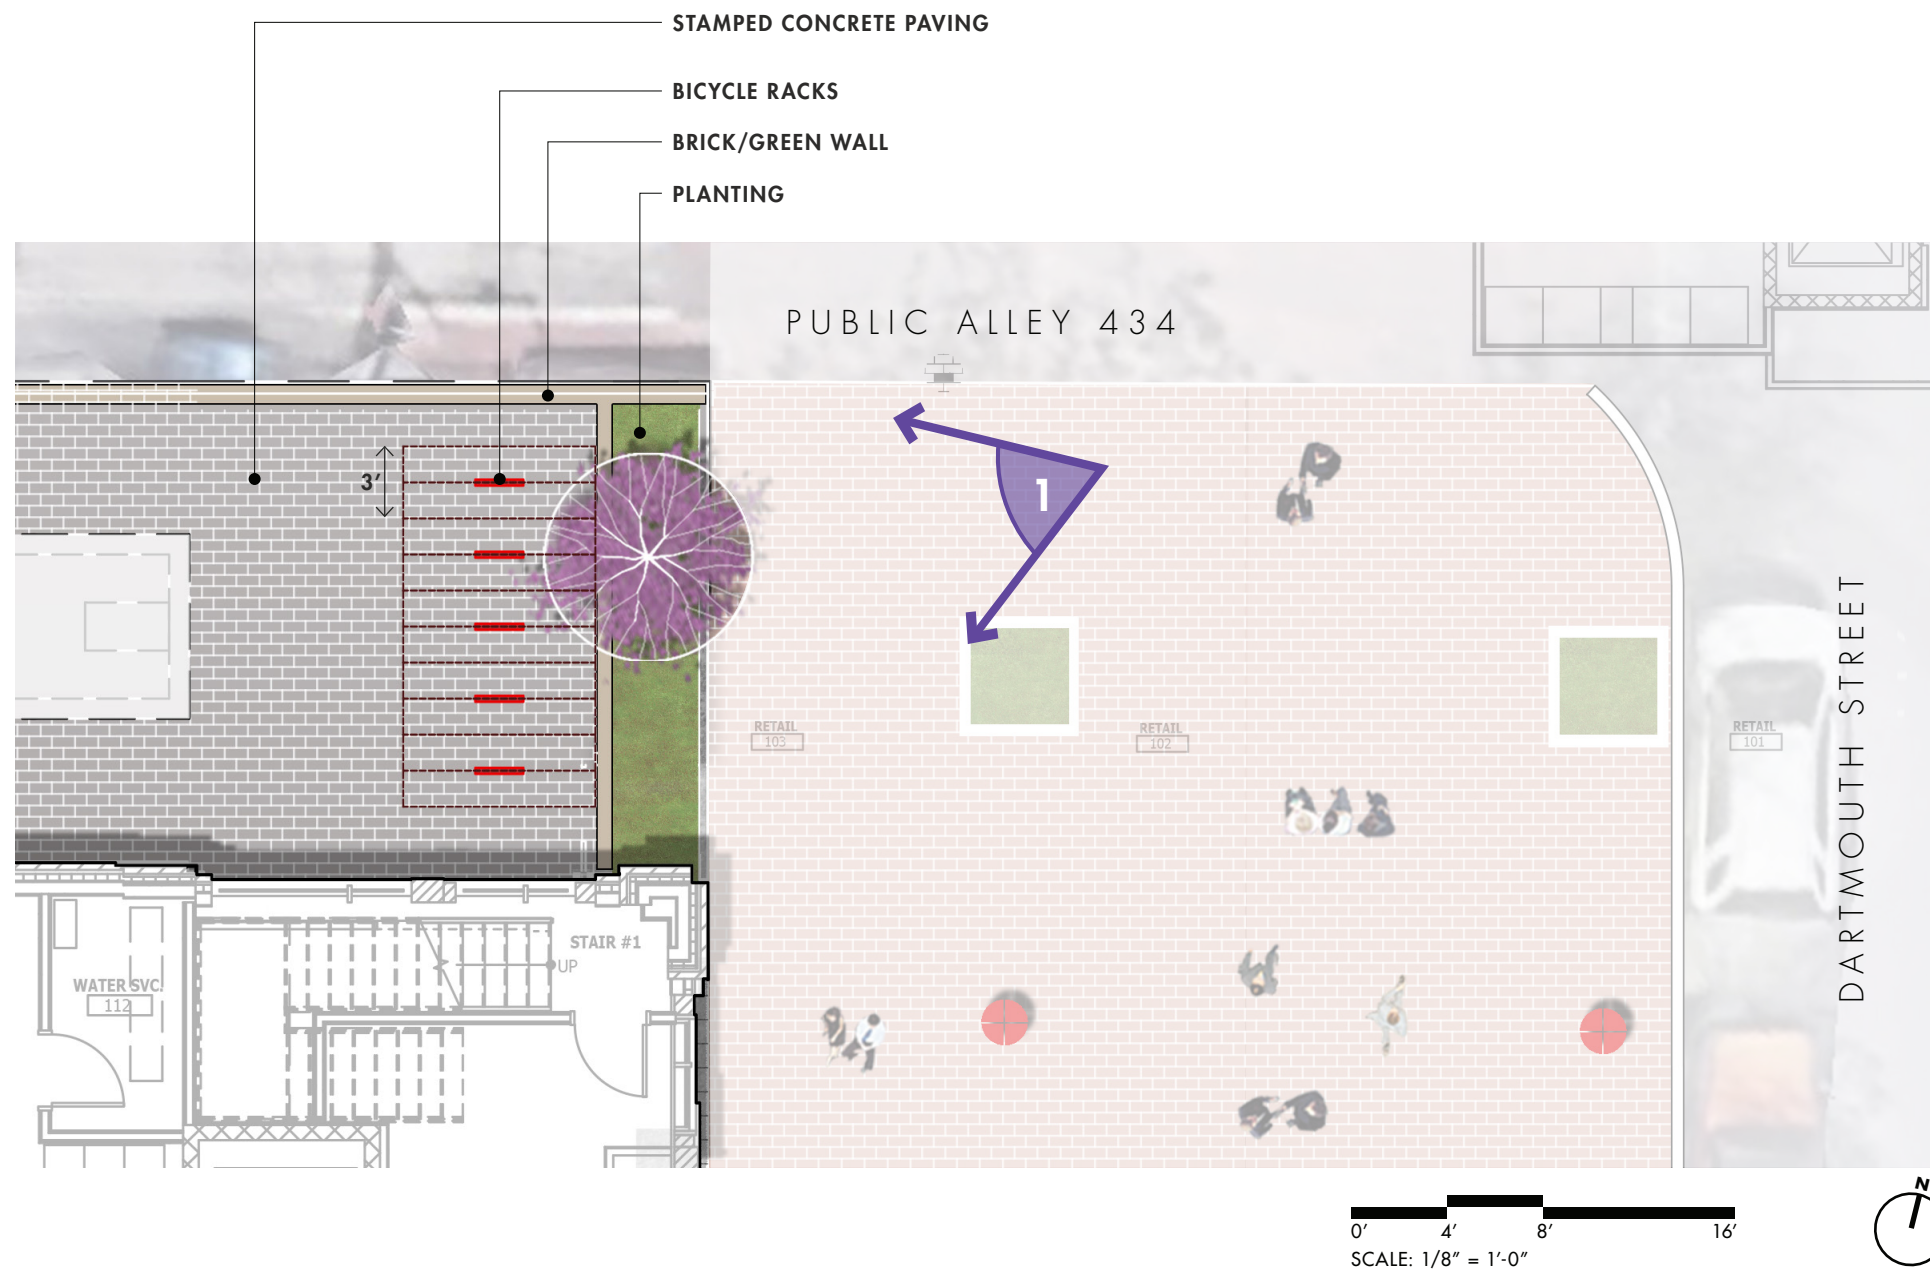 STAMPED CONCRETE PAVING
BICYCLE RACKS
BRICK/GREEN WALL
PLANTING
PUBLIC ALLEY 434
3′
1
RETAIL
103
RETAIL
102
RETAIL
101
DARTMOUTH STREET
STAIR #1
UP
WATER SVC.
112
0′ 4′ 8′ 16′
SCALE: 1/8″ = 1′-0″
N